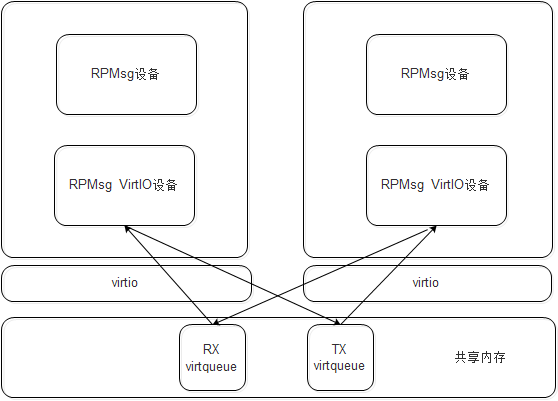 RPMsg设备
RPMsg设备
RPMsg VirtIO设备
RPMsg VirtIO设备
virtio
virtio
RX
virtqueue
TX
virtqueue
共享内存